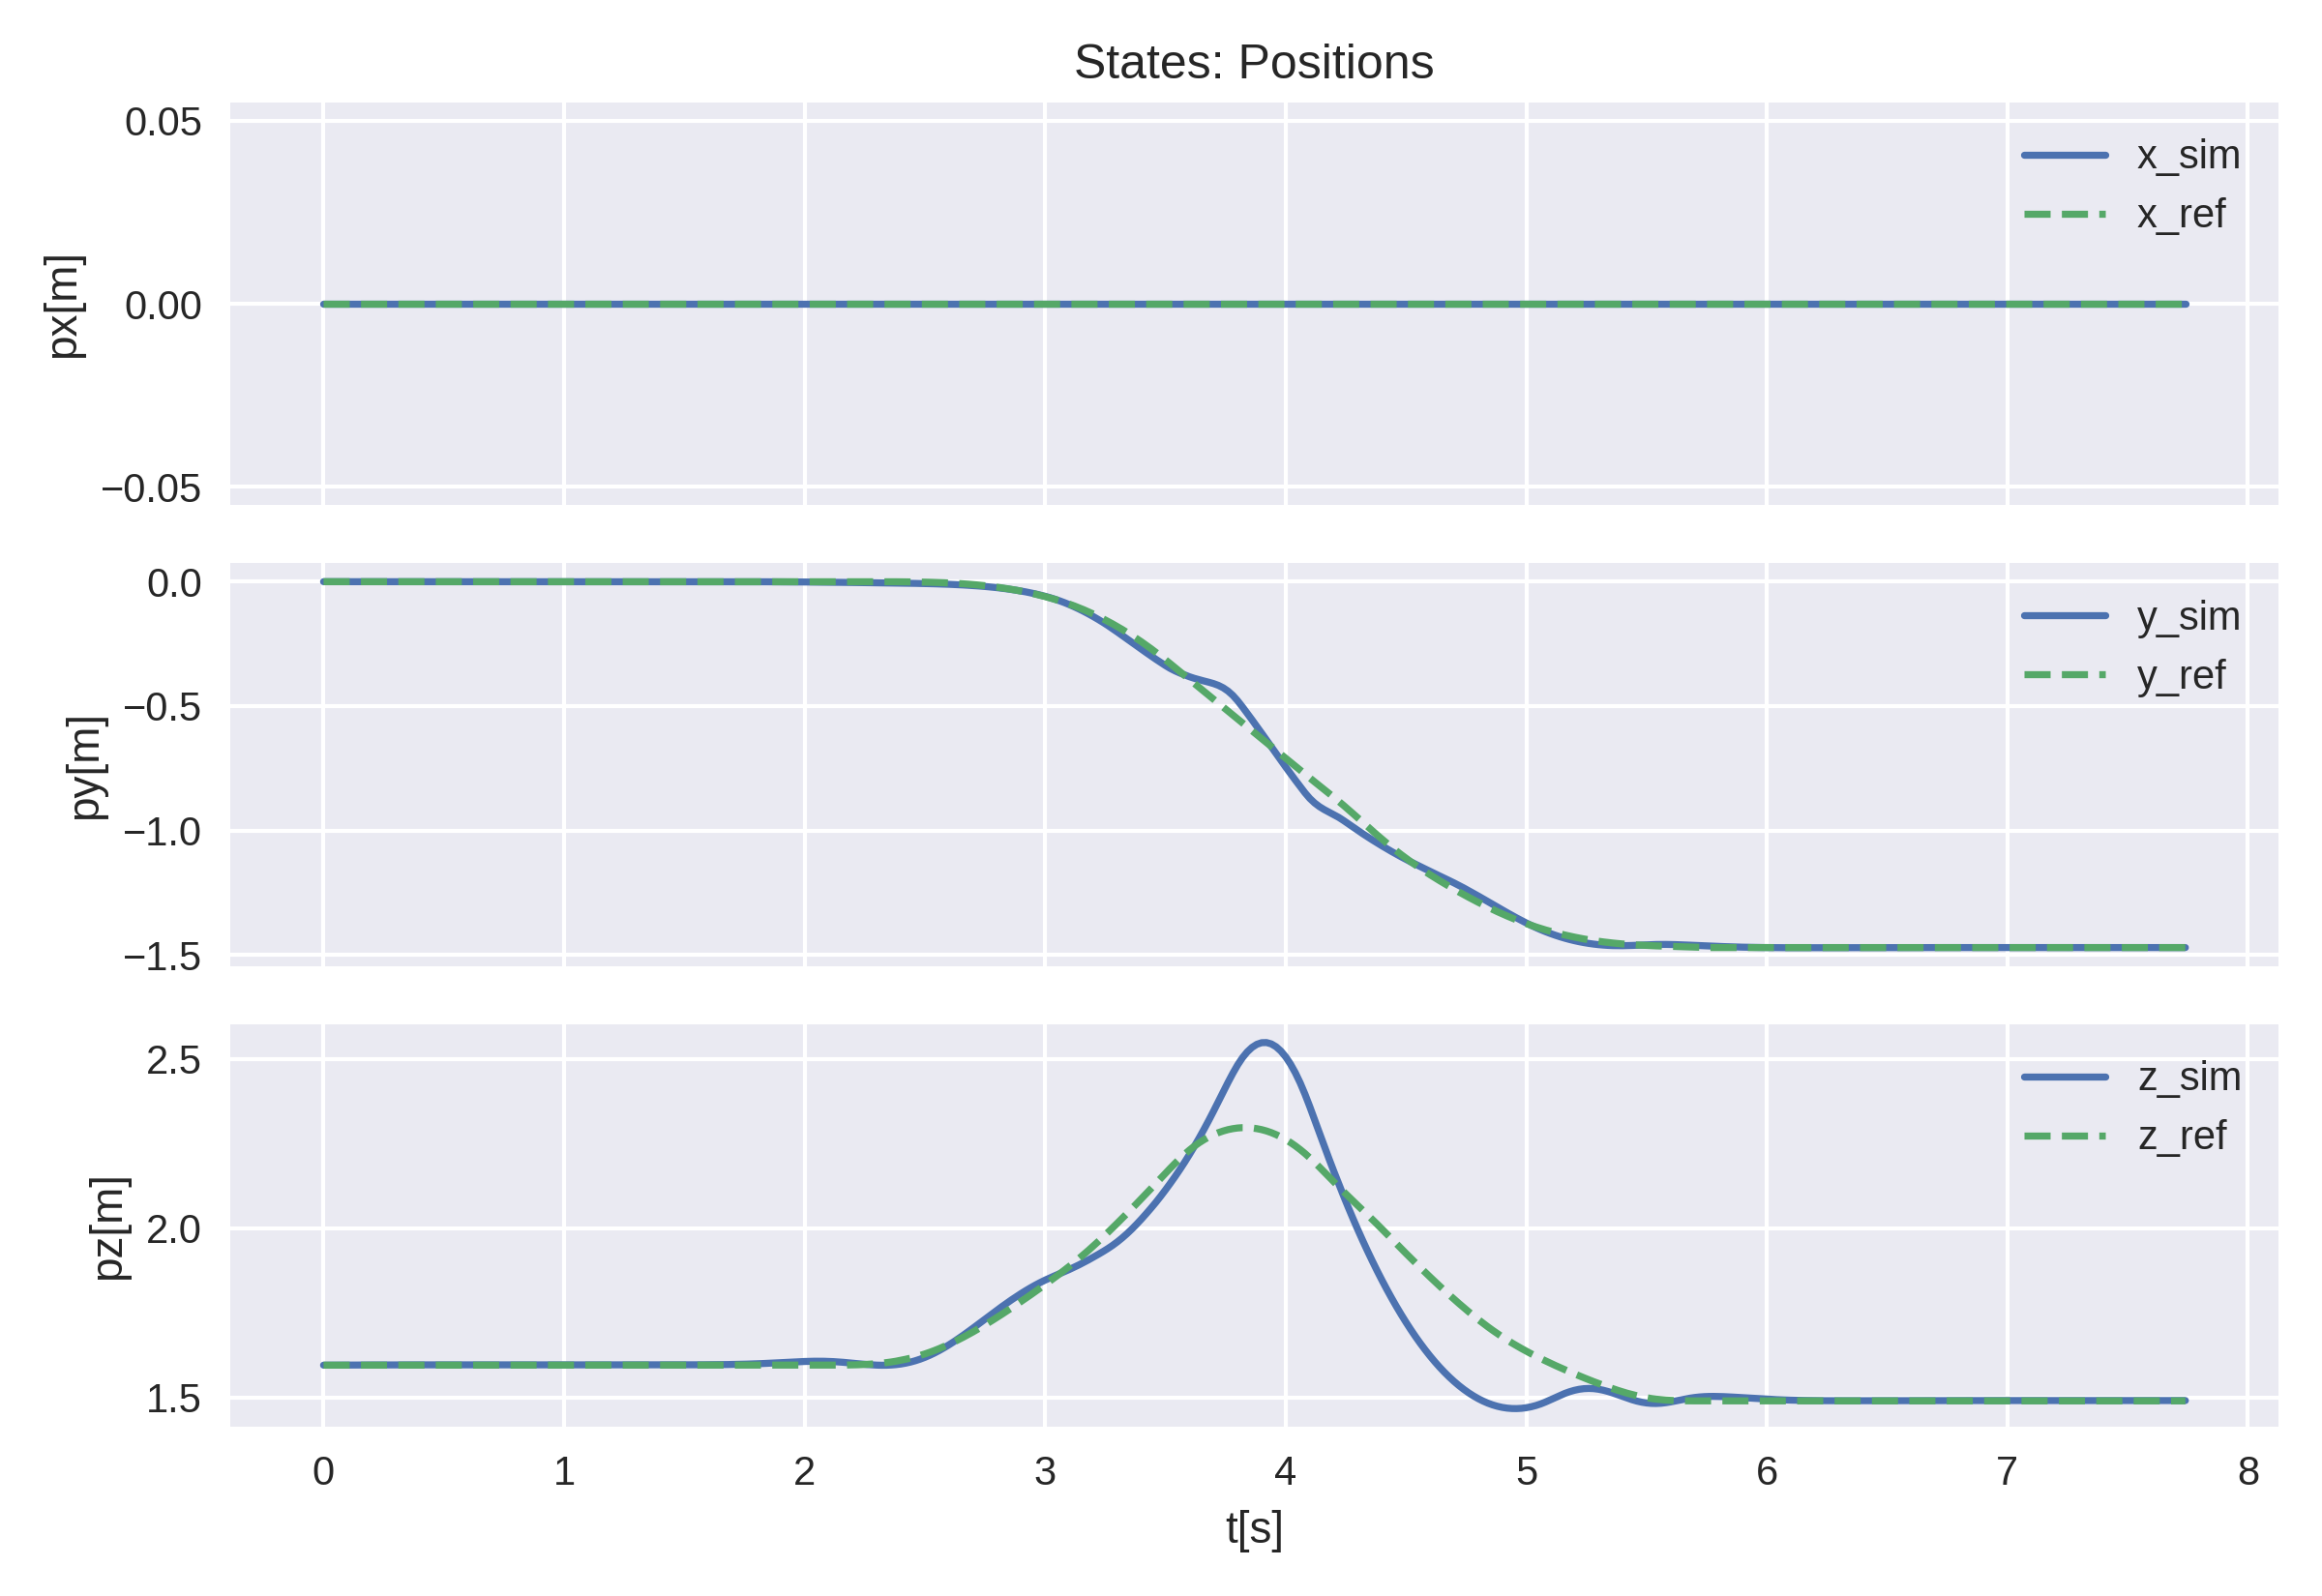 States: Positions
0.05
0.00
−0.05
px[m]
x_sim
x_ref
0.0
−0.5
−1.0
−1.5
py[m]
y_sim
y_ref
2.5
2.0
1.5
pz[m]
z_sim
z_ref
0 1 2 3 4 5 6 7 8
t[s]